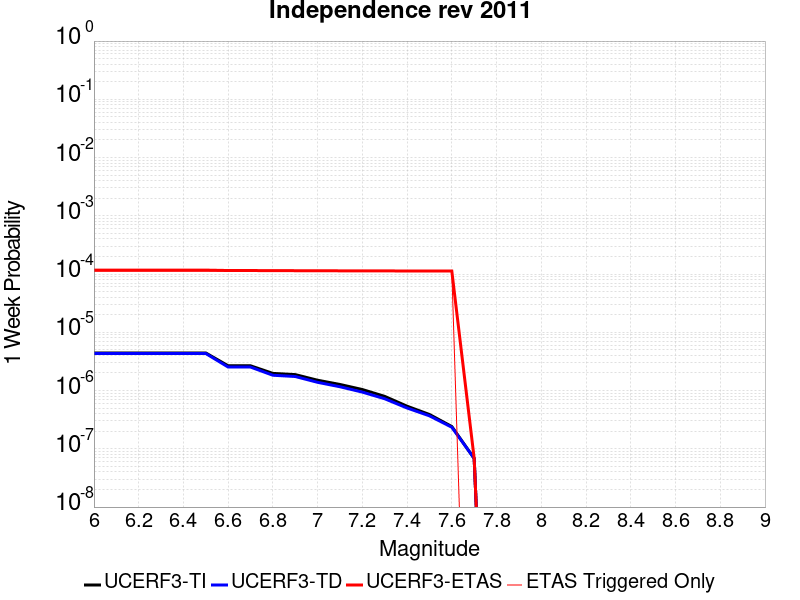 Independence rev 2011
10 0
10 -1
10 -2
10 -3
10 -4
10 -5
10 -6
10 -7
10 -8
1 Week Probability
6 6.2 6.4 6.6 6.8 7 7.2 7.4 7.6 7.8 8 8.2 8.4 8.6 8.8 9
Magnitude
UCERF3-TI UCERF3-TD UCERF3-ETAS ETAS Triggered Only